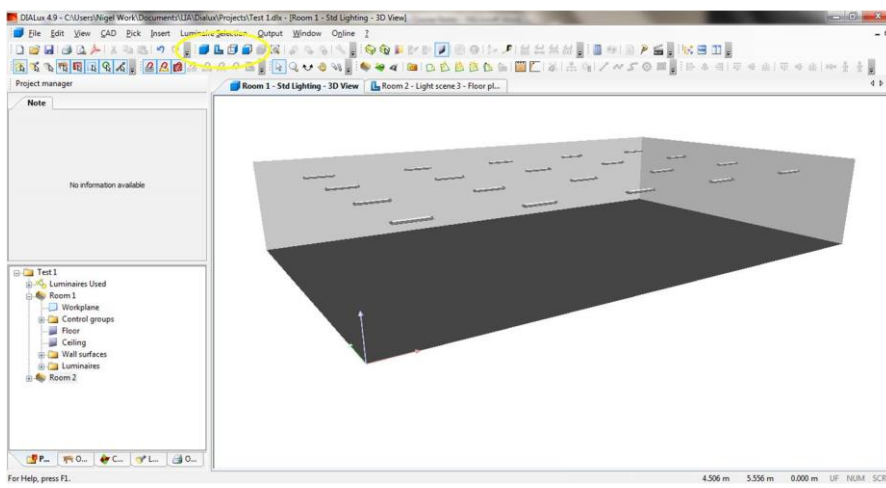 DIALux 4.9 - C:\Users\Nigel Work\Documents\LIA\Dialux\Projects\Test 1.dlx - [Room 1 - Std Lighting - 3D View]
File Edit View CAD Pick Insert Luminaire Selection Output Window Online ?
Project manager
Room 1 - Std Lighting - 3D View
Room 2 - Light scene 3 - Floor pl...
Note
No information available
Test 1
Luminaires Used
Room 1
Workplane
Control groups
Floor
Ceiling
Wall surfaces
Luminaires
Room 2
P... O... C... L... O...
For Help, press F1.
4.506 m 5.556 m 0.000 m UF NUM SCR